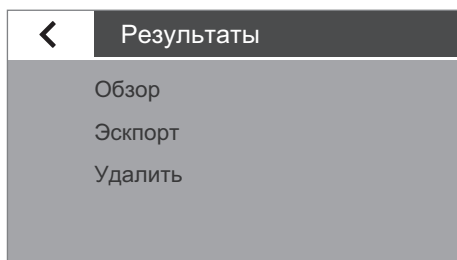 Результаты
Обзор
Эскпорт
Удалить